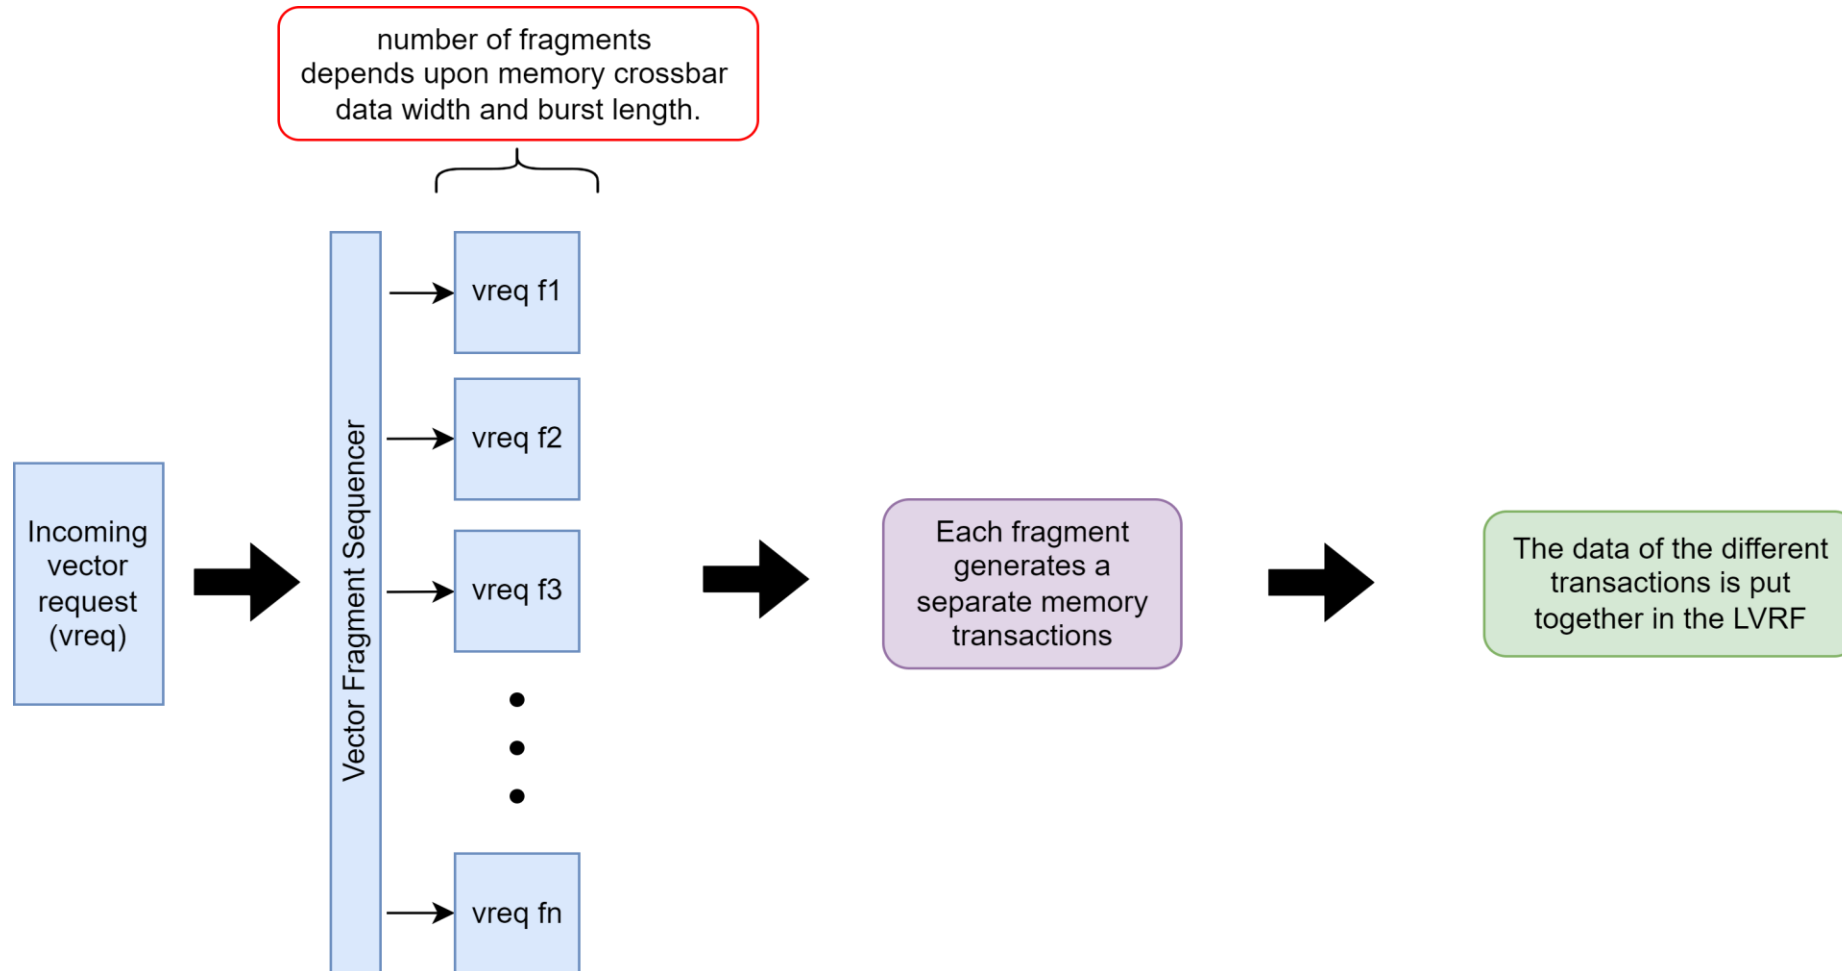 number of fragments
depends upon memory crossbar
data width and burst length.
Incoming
vector
request
(vreq)
Vector Fragment Sequencer
vreq f1
vreq f2
vreq f3
vreq fn
Each fragment
generates a
separate memory
transactions
The data of the different
transactions is put
together in the LVRF